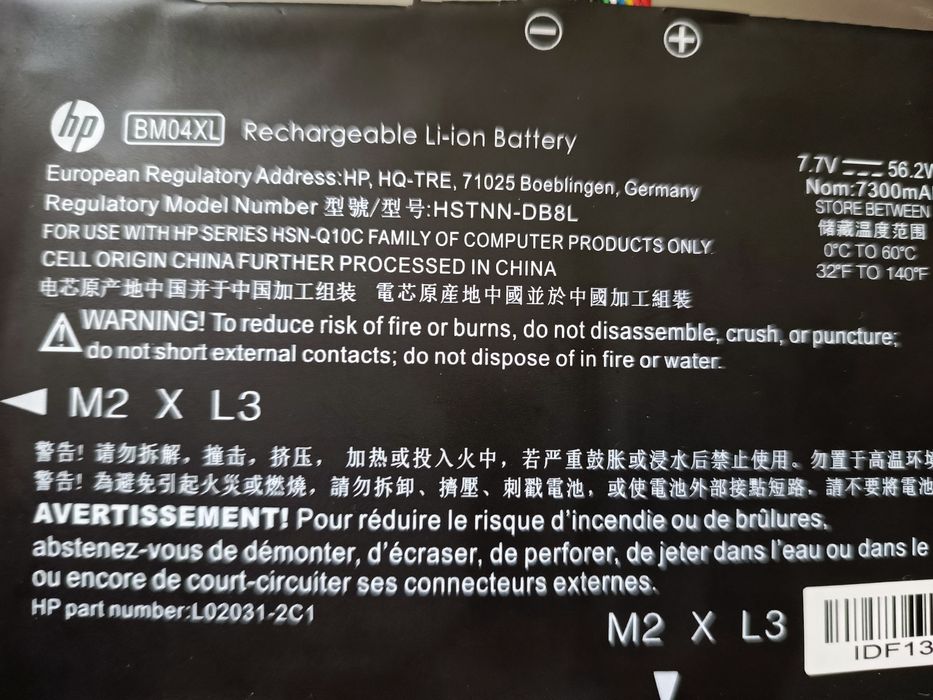 − +
hp BM04XL Rechargeable Li-ion Battery
7.7V 56.2W
European Regulatory Address:HP, HQ-TRE, 71025 Boeblingen, Germany
Nom:7300mAh
Regulatory Model Number 型號/型号:HSTNN-DB8L
STORE BETWEEN
FOR USE WITH HP SERIES HSN-Q10C FAMILY OF COMPUTER PRODUCTS ONLY.
储藏温度范围
0°C TO 60°C
CELL ORIGIN CHINA FURTHER PROCESSED IN CHINA
32°F TO 140°F
电芯原产地中国并于中国加工组装 電芯原産地中國並於中國加工組裝
WARNING! To reduce risk of fire or burns, do not disassemble, crush, or puncture;
do not short external contacts; do not dispose of in fire or water.
M2 X L3
警告! 请勿拆解，撞击，挤压， 加热或投入火中，若严重鼓胀或浸水后禁止使用。勿置于高温环境
警告! 為避免引起火災或燃燒，請勿拆卸、擠壓、刺戳電池，或使電池外部接點短路。請不要將電池
AVERTISSEMENT! Pour réduire le risque d'incendie ou de brûlures,
abstenez-vous de démonter, d'écraser, de perforer, de jeter dans l'eau ou dans le
ou encore de court-circuiter ses connecteurs externes.
HP part number:L02031-2C1
M2 X L3
IDF13